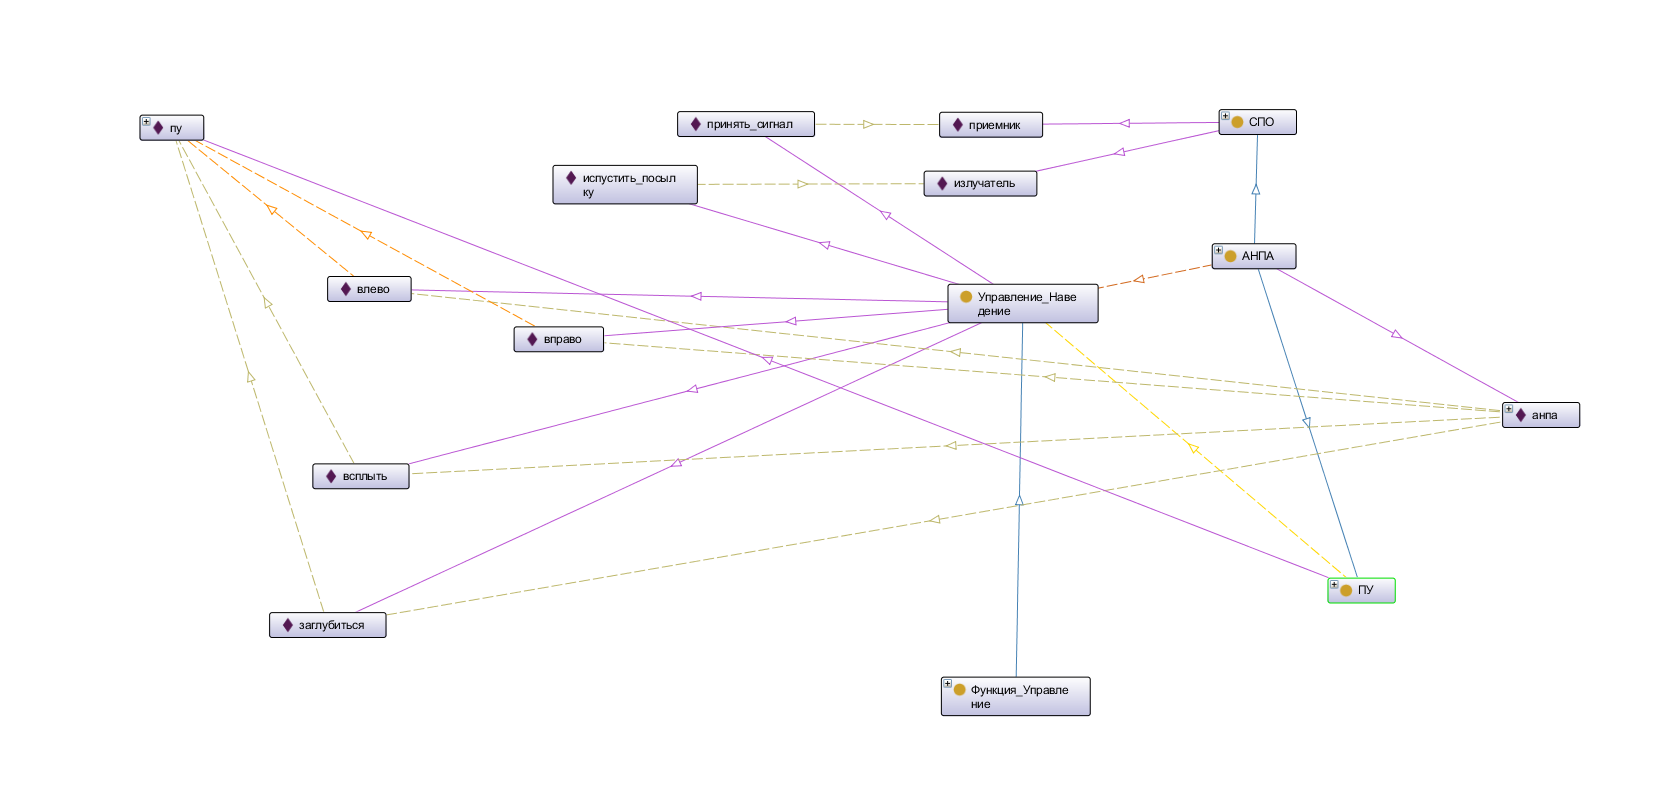 СПО
принять_сигнал
приемник
пу
испустить_посыл
ку
излучатель
АНПА
влево
Управление_Наве
дение
вправо
анпа
всплыть
ПУ
заглубиться
Функция_Управле
ние